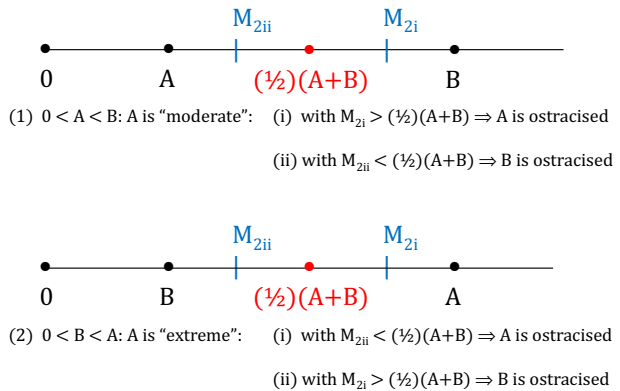 M₂ᵢᵢ M₂ᵢ
0 A (½)(A+B) B
(1) 0 < A < B: A is “moderate”: (i) with M₂ᵢ > (½)(A+B) ⇒ A is ostracised
(ii) with M₂ᵢᵢ < (½)(A+B) ⇒ B is ostracised
M₂ᵢᵢ M₂ᵢ
0 B (½)(A+B) A
(2) 0 < B < A: A is “extreme”: (i) with M₂ᵢᵢ < (½)(A+B) ⇒ A is ostracised
(ii) with M₂ᵢ > (½)(A+B) ⇒ B is ostracised